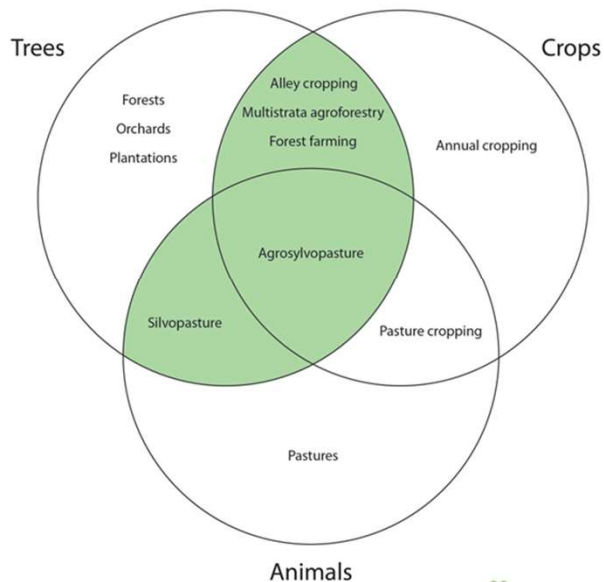 Trees
Crops
Alley cropping
Multistrata agroforestry
Forest farming
Forests
Orchards
Plantations
Annual cropping
Agrosylvopasture
Silvopasture
Pasture cropping
Pastures
Animals